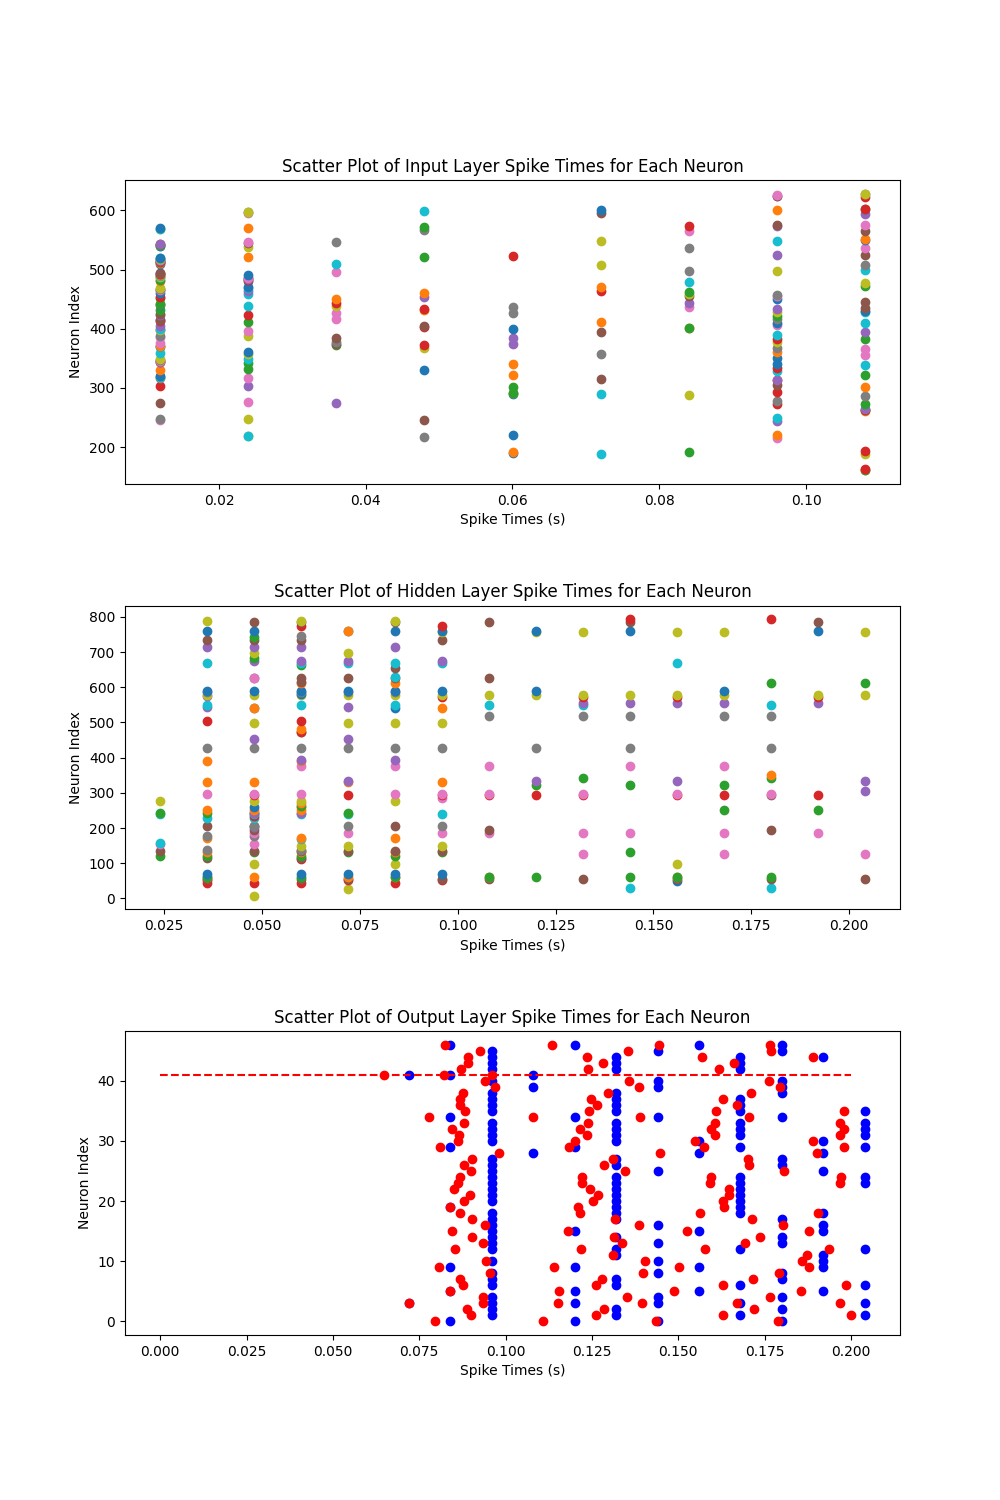 Scatter Plot of Input Layer Spike Times for Each Neuron
600
500
400
300
200
Neuron Index
0.02 0.04 0.06 0.08 0.10
Spike Times (s)
Scatter Plot of Hidden Layer Spike Times for Each Neuron
800
700
600
500
400
300
200
100
0
Neuron Index
0.025 0.050 0.075 0.100 0.125 0.150 0.175 0.200
Spike Times (s)
Scatter Plot of Output Layer Spike Times for Each Neuron
40
30
20
10
0
Neuron Index
0.000 0.025 0.050 0.075 0.100 0.125 0.150 0.175 0.200
Spike Times (s)